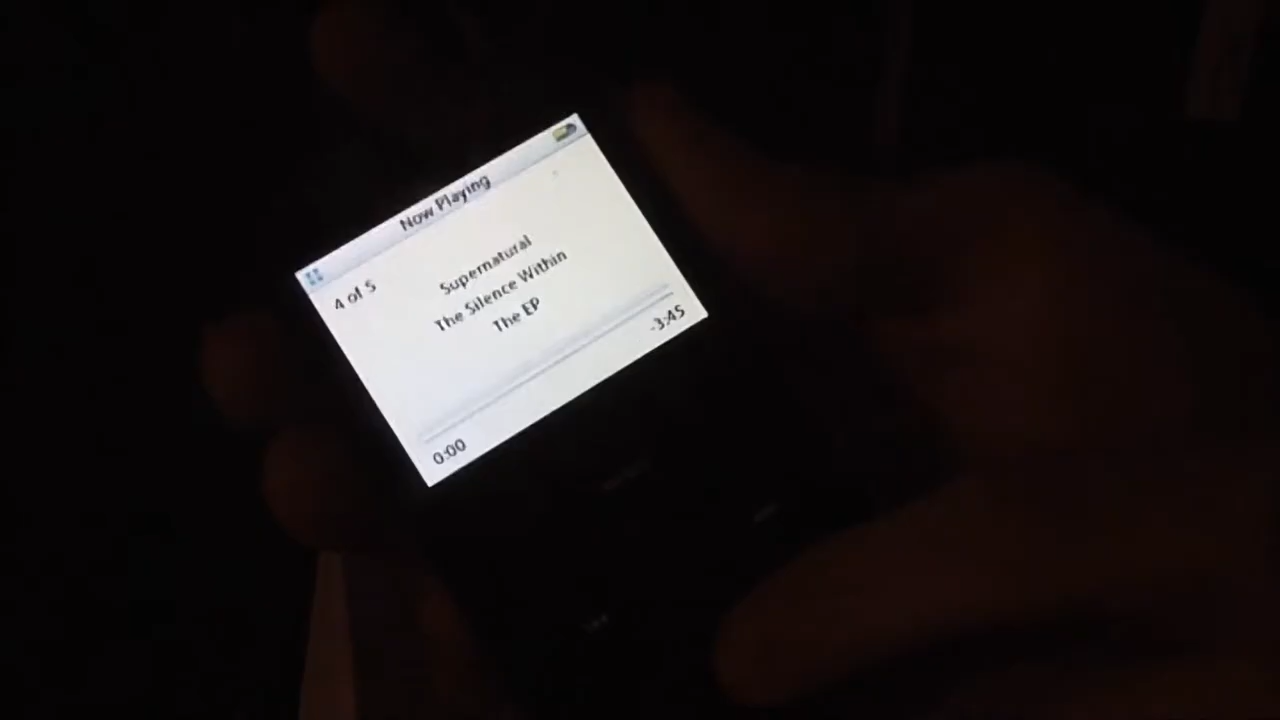 Now Playing
4 of 5
Supernatural
The Silence Within
The EP
0:00
-3:45